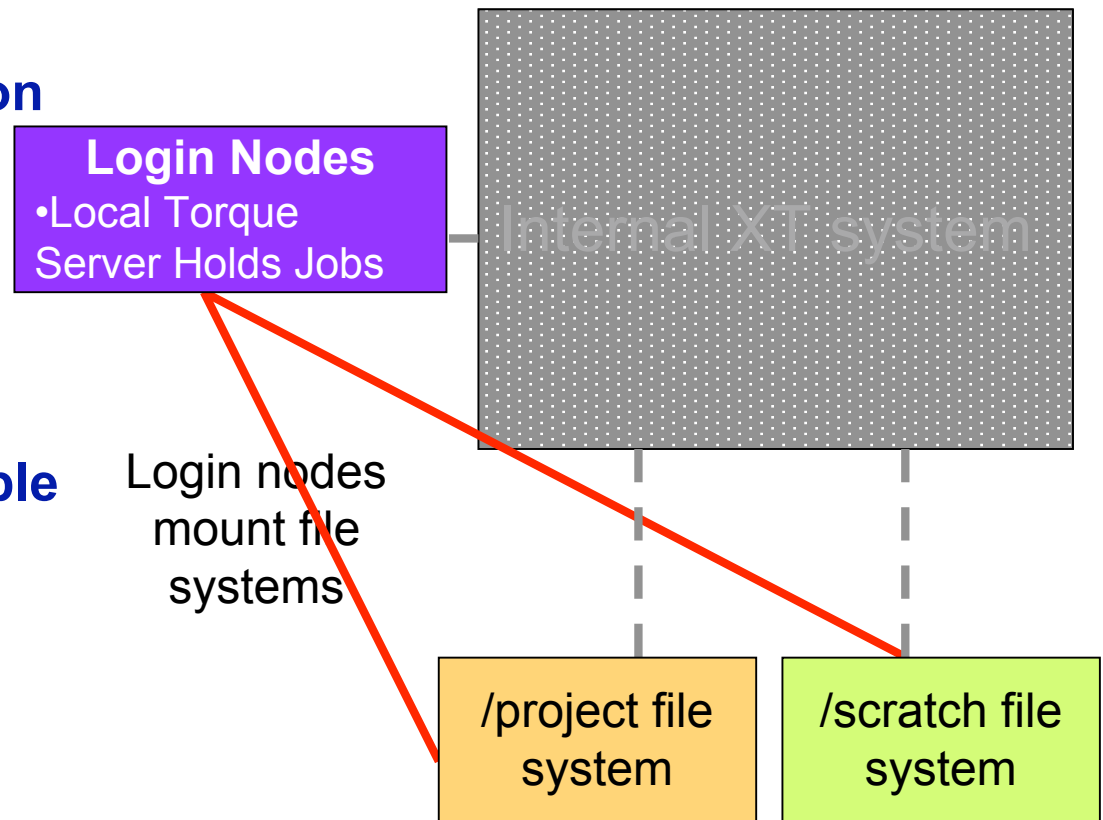 on
Login Nodes
•Local Torque
Server Holds Jobs
Internal XT system
ble
Login nodes
mount file
systems
/project file
system
/scratch file
system